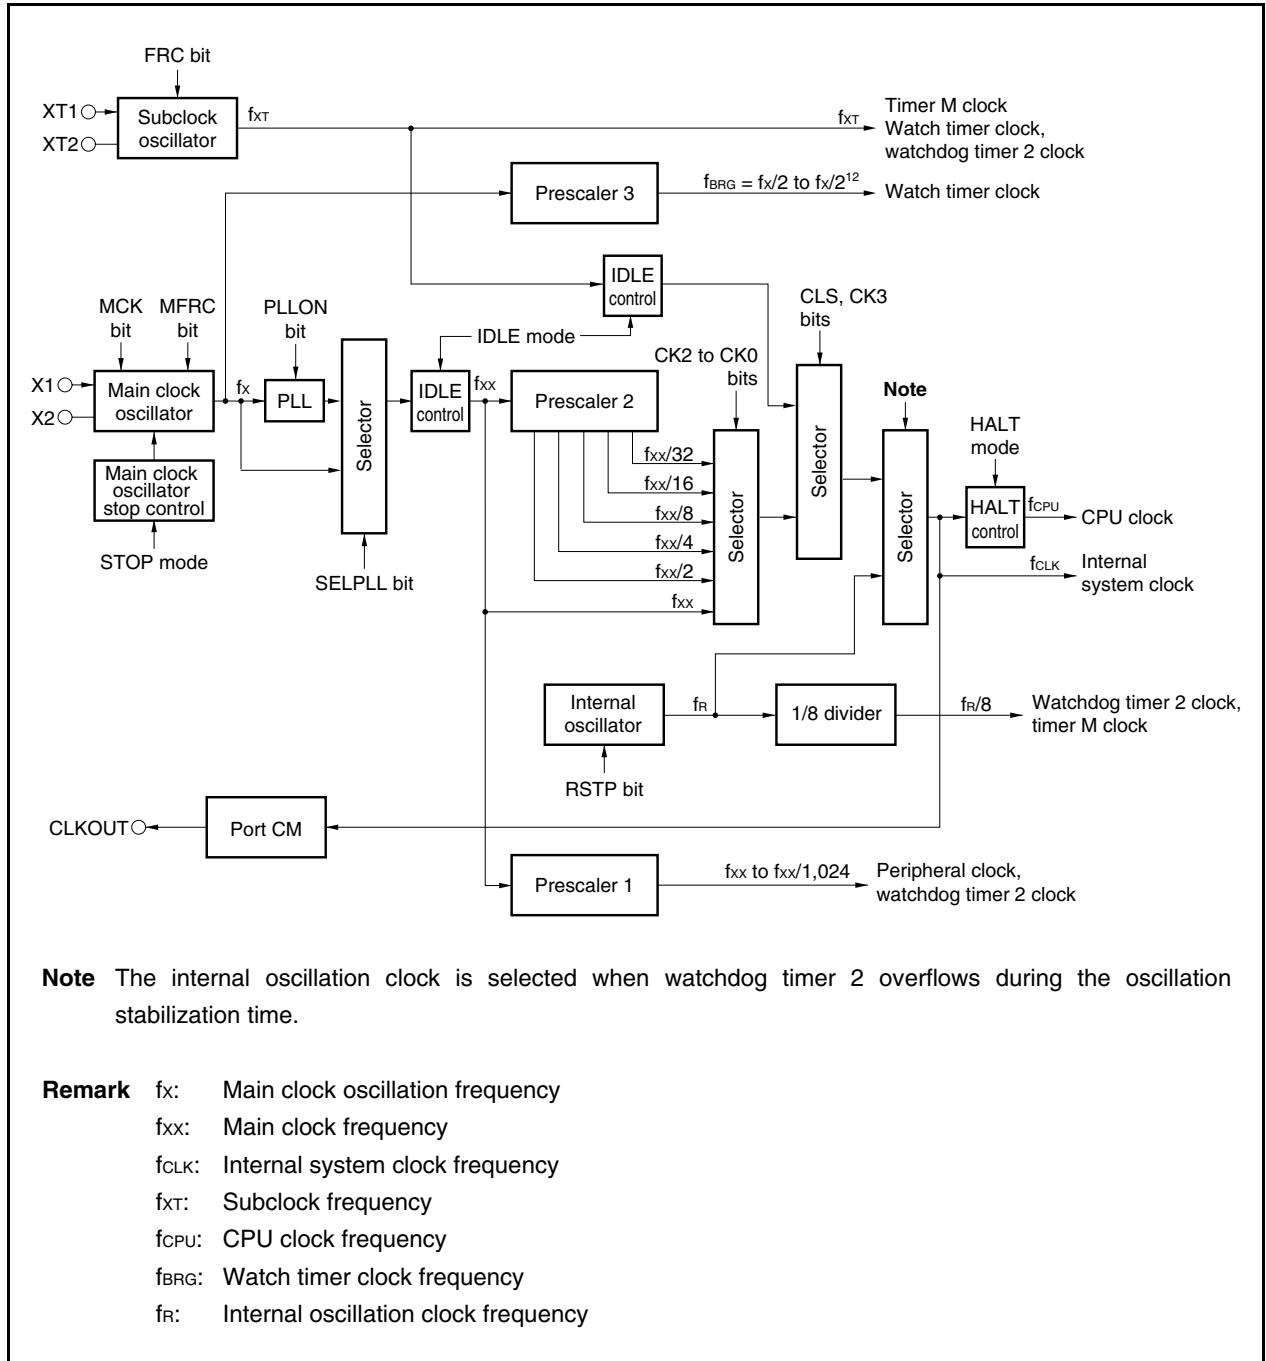 FRC bit
XT1
XT2
Subclock
oscillator
fXT
fXT
Timer M clock
Watch timer clock,
watchdog timer 2 clock
Prescaler 3
fBRG = fX/2 to fX/2¹²
Watch timer clock
IDLE
control
MCK
bit
MFRC
bit
PLLON
bit
IDLE mode
CLS, CK3
bits
CK2 to CK0
bits
X1
X2
Main clock
oscillator
fX
PLL
Selector
IDLE
control
fXX
Prescaler 2
Note
HALT
mode
Main clock
oscillator
stop control
STOP mode
SELPLL bit
fXX/32
fXX/16
fXX/8
fXX/4
fXX/2
fXX
Selector
Selector
Selector
HALT
control
fCPU
CPU clock
fCLK
Internal
system clock
Internal
oscillator
fR
1/8 divider
fR/8
Watchdog timer 2 clock,
timer M clock
RSTP bit
CLKOUT
Port CM
Prescaler 1
fXX to fXX/1,024
Peripheral clock,
watchdog timer 2 clock
Note The internal oscillation clock is selected when watchdog timer 2 overflows during the oscillation
stabilization time.
Remark fX: Main clock oscillation frequency
fXX: Main clock frequency
fCLK: Internal system clock frequency
fXT: Subclock frequency
fCPU: CPU clock frequency
fBRG: Watch timer clock frequency
fR: Internal oscillation clock frequency